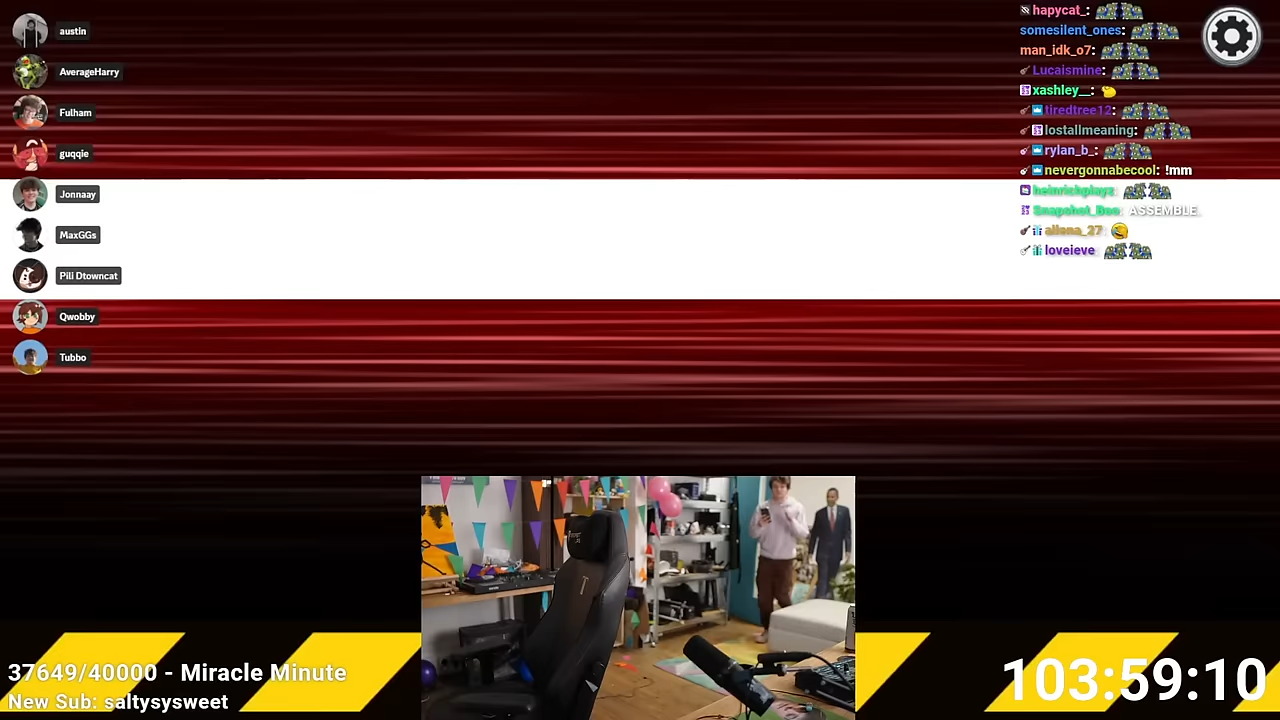 austin
AverageHarry
Fulham
guqqie
Jonnaay
MaxGGs
Pili Dtowncat
Qwobby
Tubbo
hapycat_:
somesilent_ones:
man_idk_o7:
Lucaismine:
xashley__:
tiredtree12:
lostallmeaning:
rylan_b_:
nevergonnabecool: !mm
heinrichplayz
Snapshot_Boo: ASSEMBLE.
allena_27
loveieve
37649/40000 - Miracle Minute
New Sub: saltysysweet
103:59:10